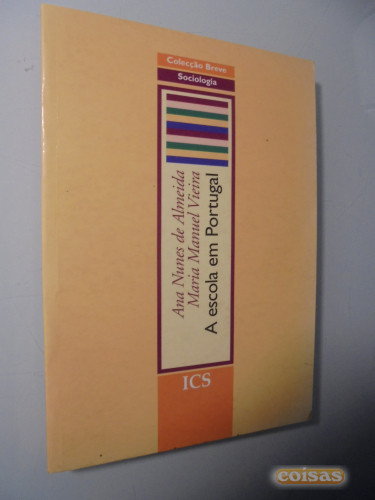 Colecção Breve
Sociologia
Ana Nunes de Almeida
Maria Manuel Vieira
A escola em Portugal
ICS
coisas